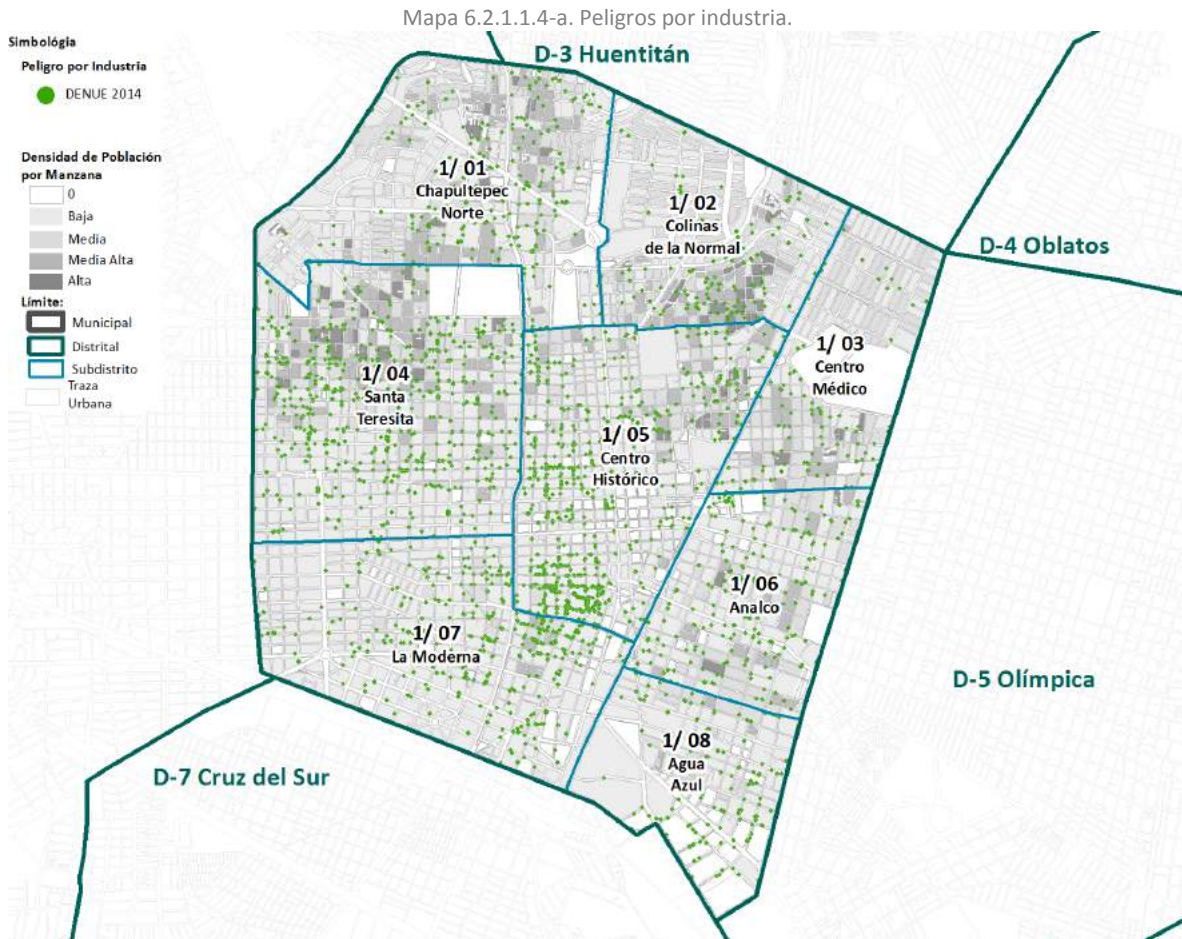 Mapa 6.2.1.1.4-a. Peligros por industria.
Simbológia
Peligro por Industria
DENUE 2014
Densidad de Población
por Manzana
0
Baja
Media
Media Alta
Alta
Límite:
Municipal
Distrital
Subdistrito
Traza
Urbana
D-3 Huentitán
1/ 01
Chapultepec
Norte
1/ 02
Colinas
de la Normal
D-4 Oblatos
1/ 03
Centro
Médico
1/ 04
Santa
Teresita
1/ 05
Centro
Histórico
1/ 06
Analco
1/ 07
La Moderna
D-5 Olímpica
1/ 08
Agua
Azul
D-7 Cruz del Sur